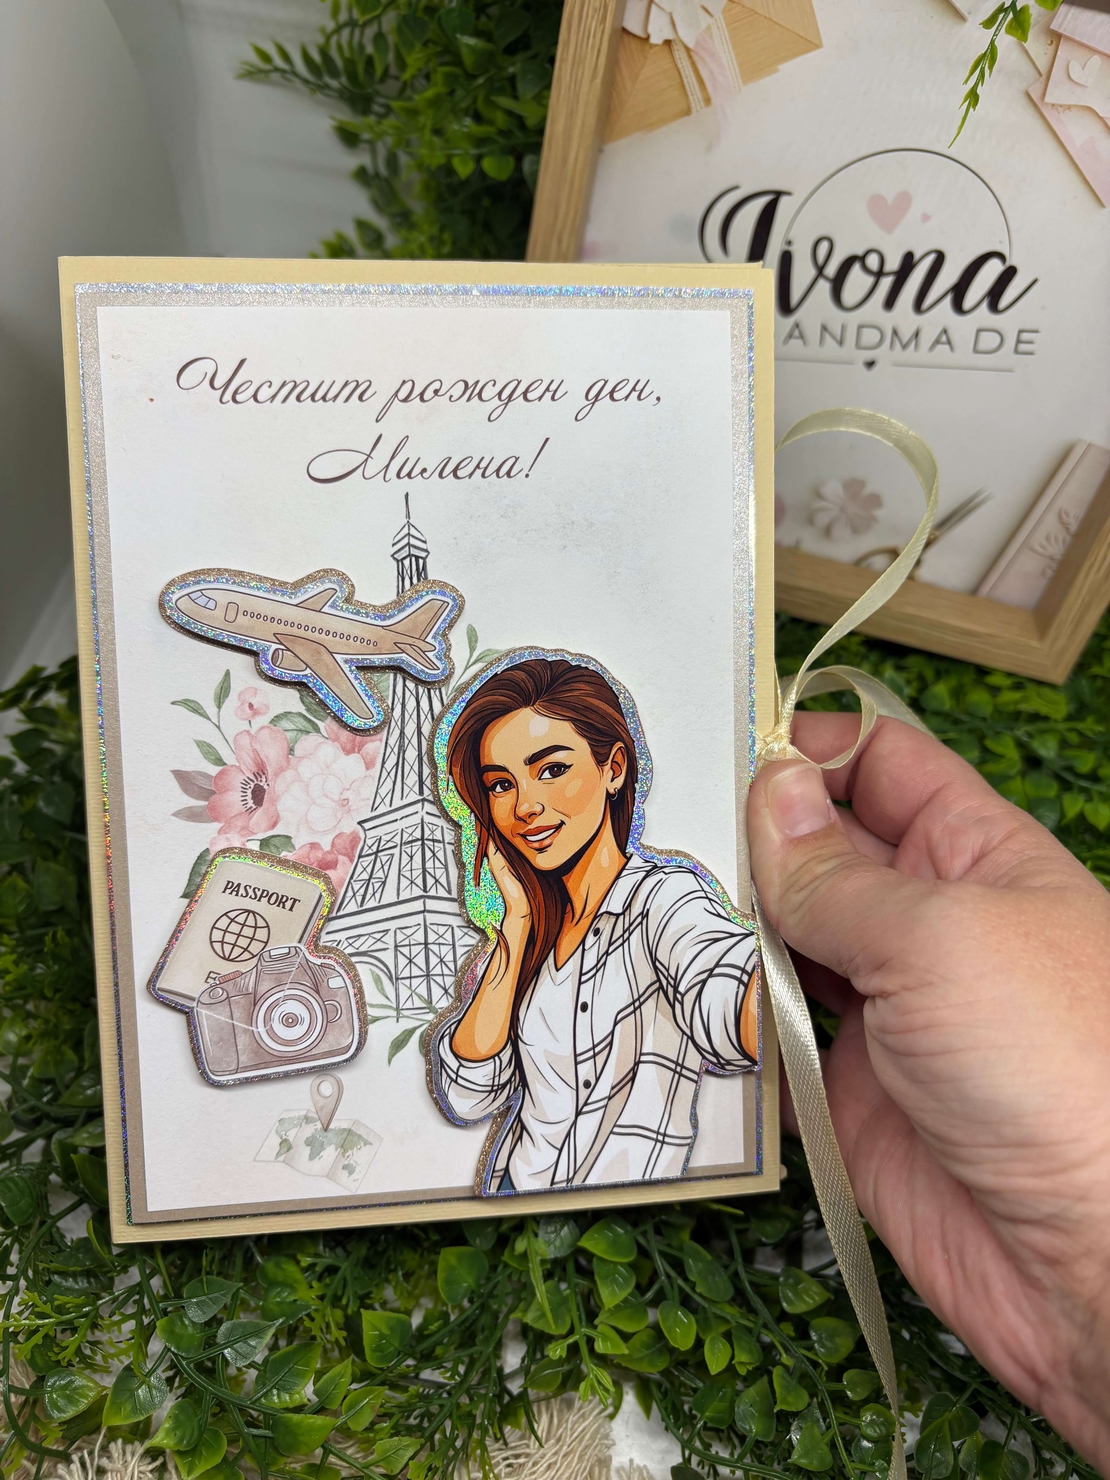 Честит рожден ден,
Милена!
PASSPORT
Ivona
ANDMADE